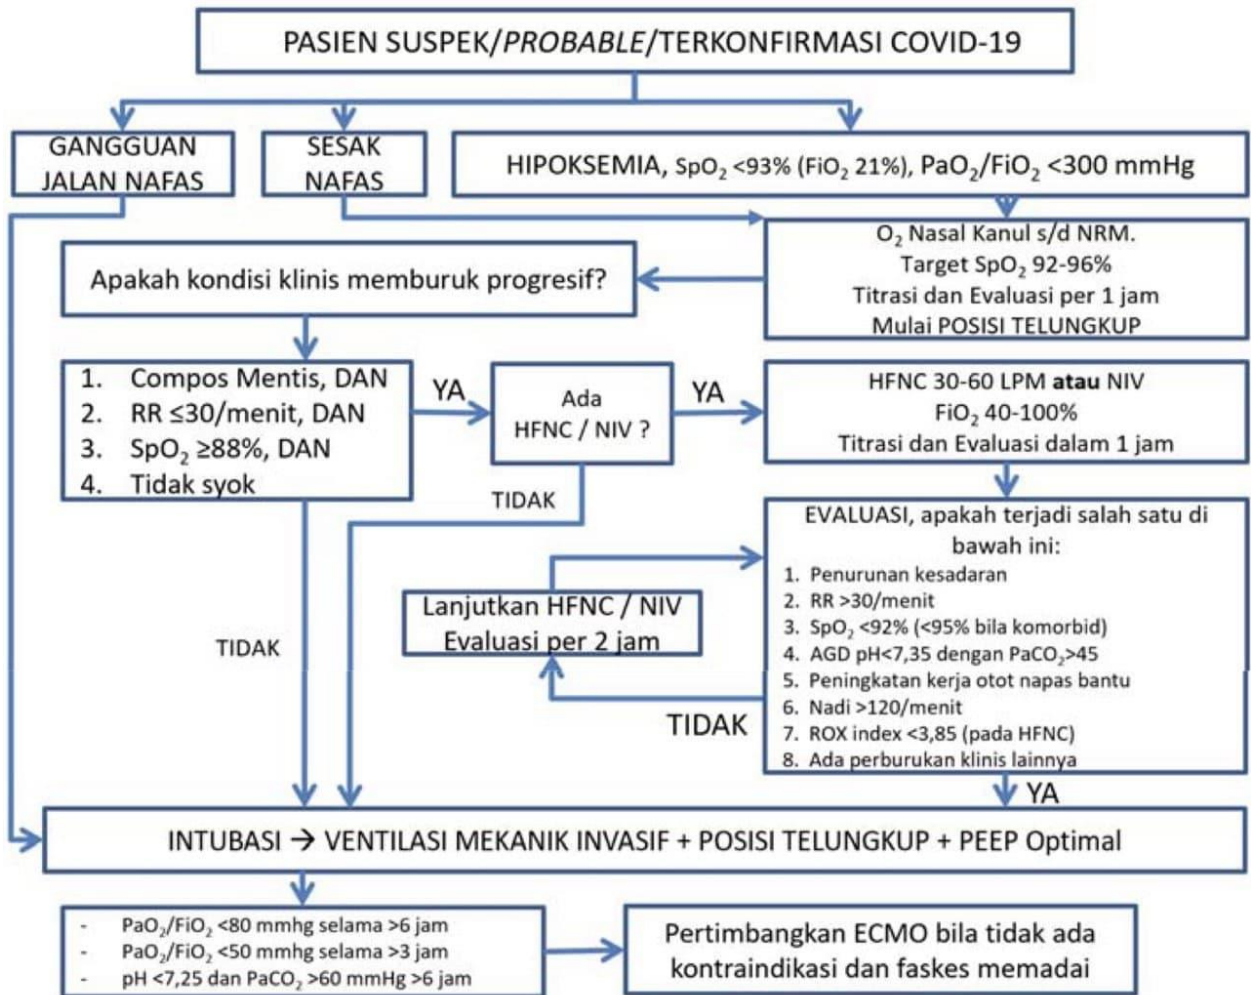 PASIEN SUSPEK/PROBABLE/TERKONFIRMASI COVID-19
GANGGUAN
JALAN NAFAS
SESAK
NAFAS
HIPOKSEMIA, SpO₂ <93% (FiO₂ 21%), PaO₂/FiO₂ <300 mmHg
O₂ Nasal Kanul s/d NRM.
Target SpO₂ 92-96%
Titrasi dan Evaluasi per 1 jam
Mulai POSISI TELUNGKUP
Apakah kondisi klinis memburuk progresif?
1. Compos Mentis, DAN
2. RR ≤30/menit, DAN
3. SpO₂ ≥88%, DAN
4. Tidak syok
YA
Ada
HFNC / NIV ?
YA
HFNC 30-60 LPM atau NIV
FiO₂ 40-100%
Titrasi dan Evaluasi dalam 1 jam
TIDAK
EVALUASI, apakah terjadi salah satu di
bawah ini:
1. Penurunan kesadaran
2. RR >30/menit
3. SpO₂ <92% (<95% bila komorbid)
4. AGD pH<7,35 dengan PaCO₂>45
5. Peningkatan kerja otot napas bantu
6. Nadi >120/menit
7. ROX index <3,85 (pada HFNC)
8. Ada perburukan klinis lainnya
Lanjutkan HFNC / NIV
Evaluasi per 2 jam
TIDAK
TIDAK
YA
INTUBASI → VENTILASI MEKANIK INVASIF + POSISI TELUNGKUP + PEEP Optimal
- PaO₂/FiO₂ <80 mmhg selama >6 jam
- PaO₂/FiO₂ <50 mmHg selama >3 jam
- pH <7,25 dan PaCO₂ >60 mmHg >6 jam
Pertimbangkan ECMO bila tidak ada
kontraindikasi dan faskes memadai